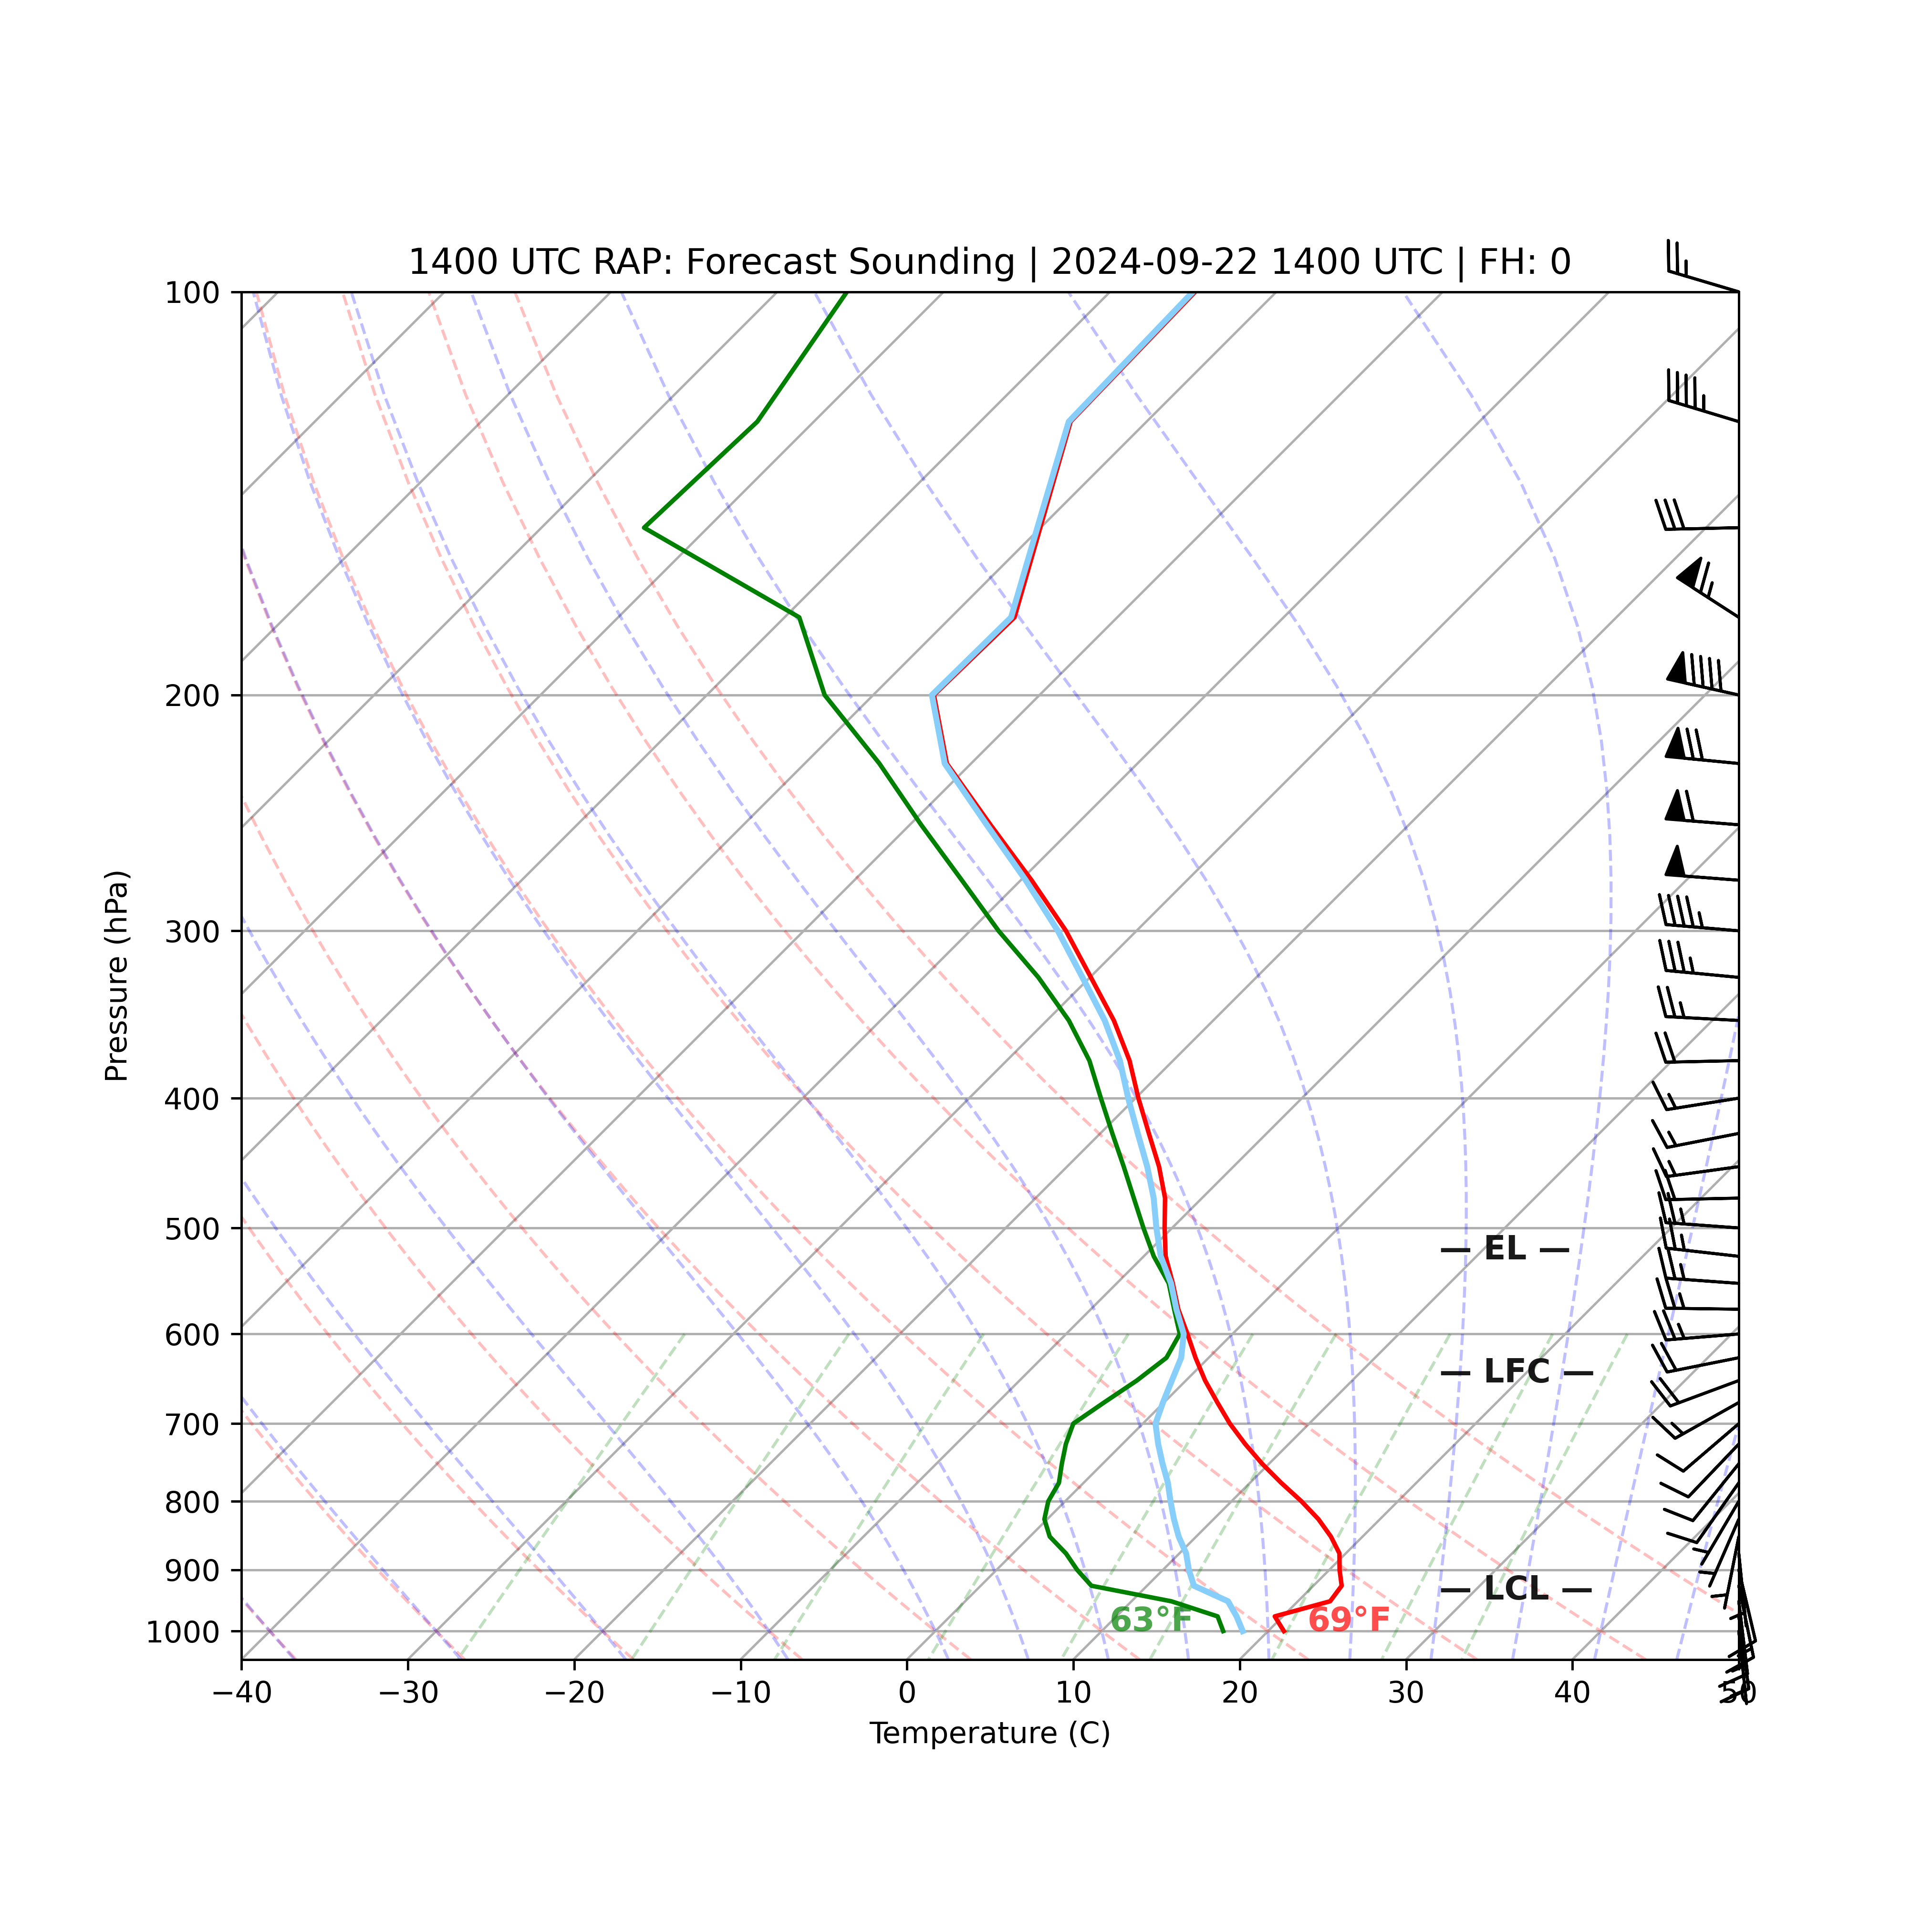 1400 UTC RAP: Forecast Sounding | 2024-09-22 1400 UTC | FH: 0
100
200
300
400
500
600
700
800
900
1000
Pressure (hPa)
— EL —
— LFC —
— LCL —
63°F
69°F
−40
−30
−20
−10
0
10
20
30
40
50
Temperature (C)